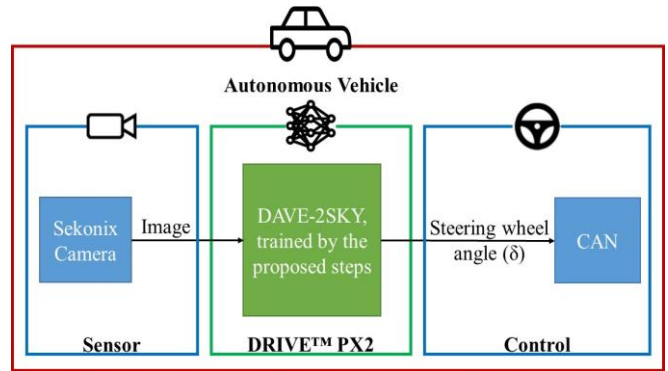 Autonomous Vehicle
Sekonix
Camera
Image
DAVE-2SKY,
trained by the
proposed steps
Steering wheel
angle (δ)
CAN
Sensor
DRIVE™ PX2
Control